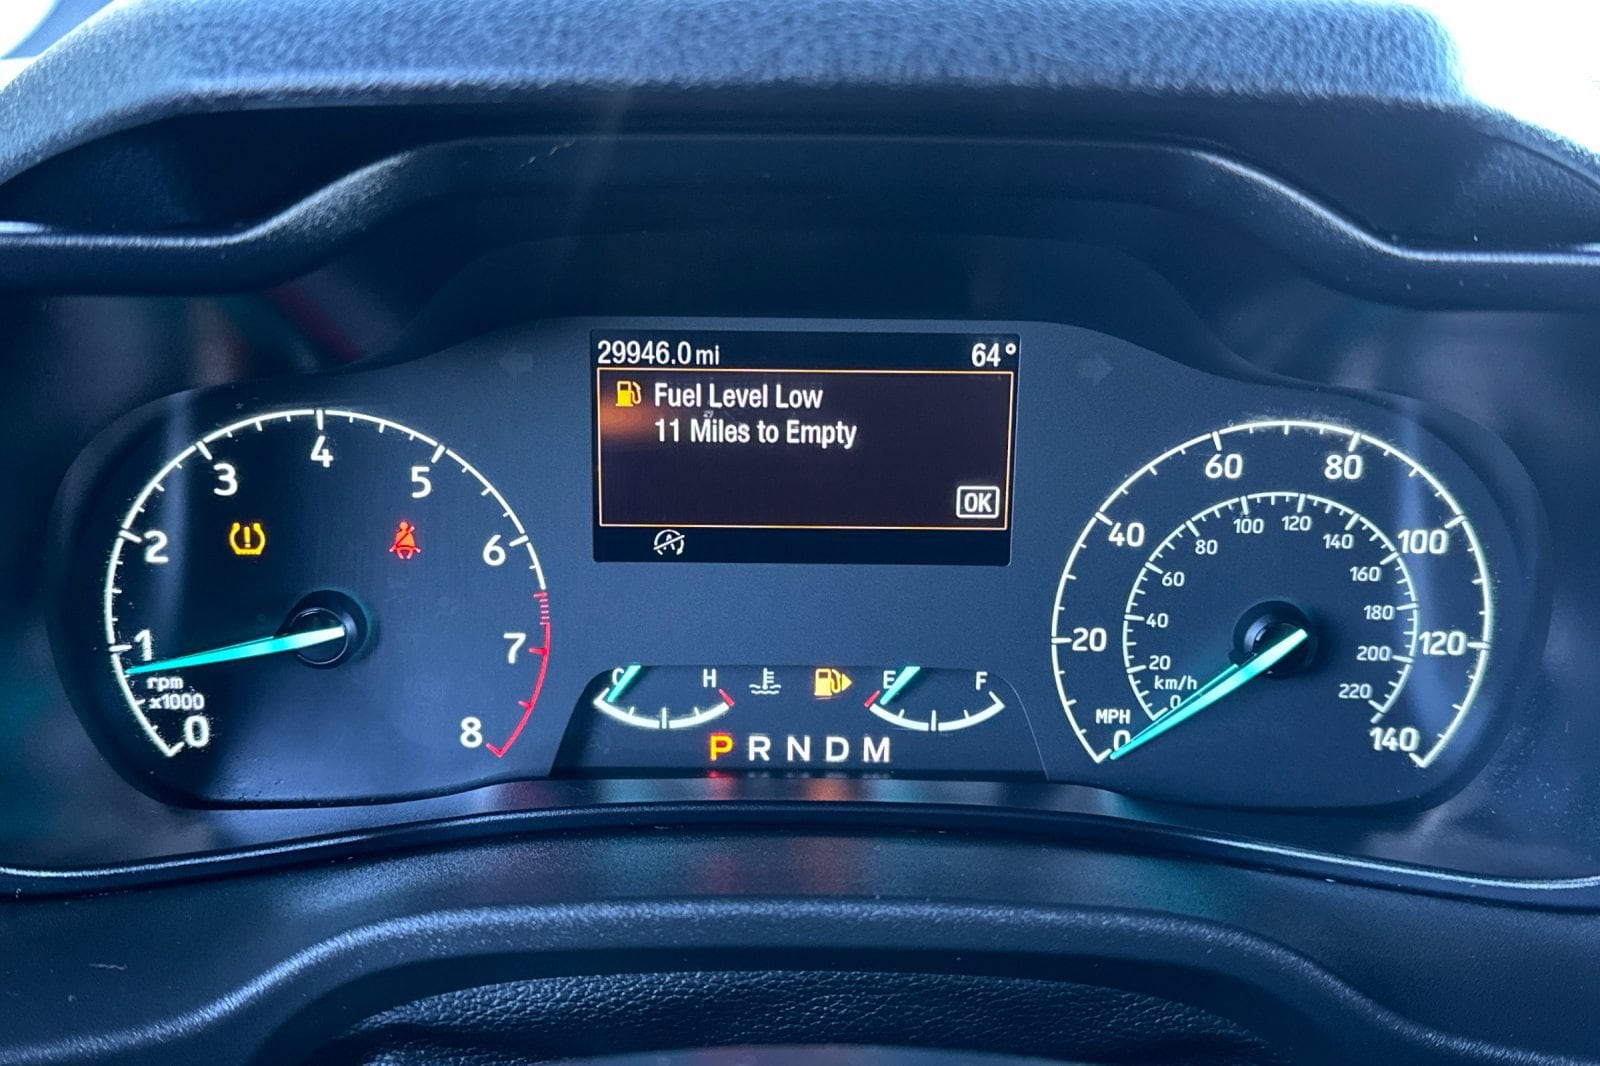 29946.0 mi 64°
Fuel Level Low
11 Miles to Empty
OK
0 1 2 3 4 5 6 7 8
rpm
x1000
C H
E F
P R N D M
0 20 40 60 80 100 120 140
MPH
0 20 40 60 80 100 120 140 160 180 200 220
km/h